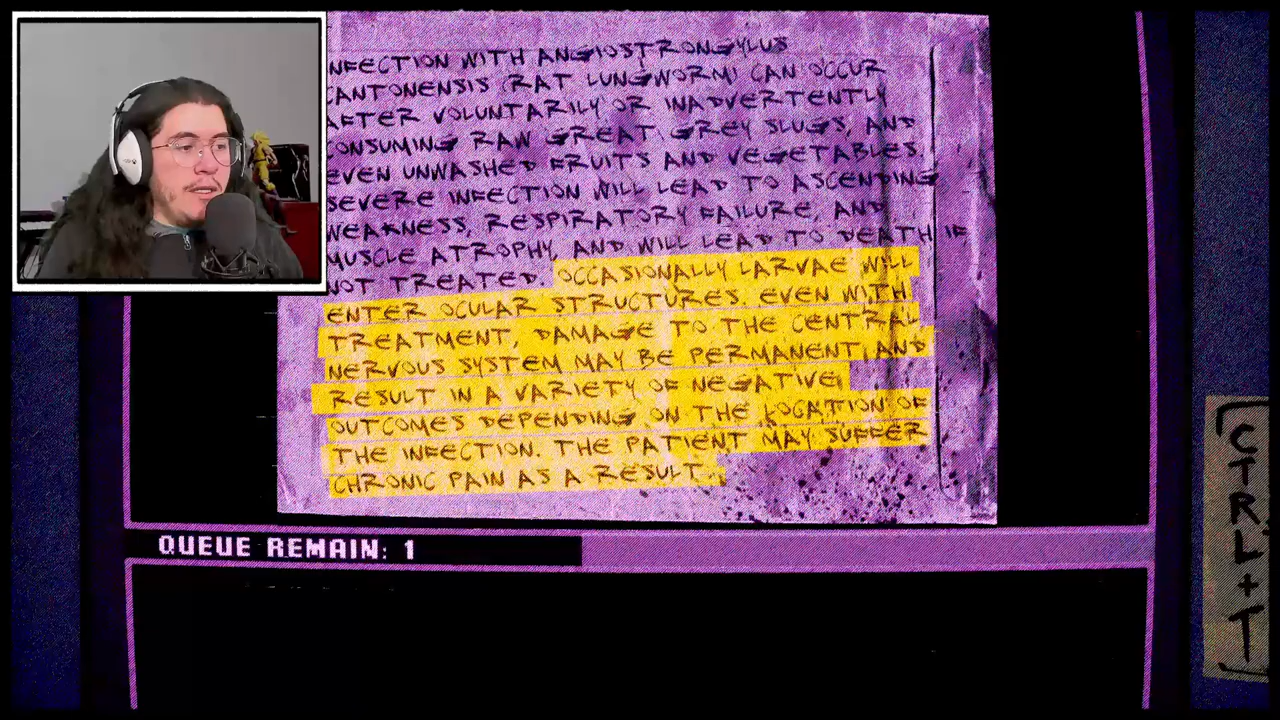 NFECTION WITH ANGIOSTRONGYLUS
CANTONENSIS (RAT LUNGWORM) CAN OCCUR
AFTER VOLUNTARILY OR INADVERTENTLY
CONSUMING RAW GREAT GREY SLUGS, AND
EVEN UNWASHED FRUITS AND VEGETABLES.
SEVERE INFECTION WILL LEAD TO ASCENDING
WEAKNESS, RESPIRATORY FAILURE, AND
MUSCLE ATROPHY, AND WILL LEAD TO DEATH IF
NOT TREATED. OCCASIONALLY LARVAE WILL
ENTER OCULAR STRUCTURES. EVEN WITH
TREATMENT, DAMAGE TO THE CENTRAL
NERVOUS SYSTEM MAY BE PERMANENT, AND
RESULT IN A VARIETY OF NEGATIVE
OUTCOMES DEPENDING ON THE LOCATION OF
THE INFECTION. THE PATIENT MAY SUFFER
CHRONIC PAIN AS A RESULT.
QUEUE REMAIN: 1
[CTRL+T]